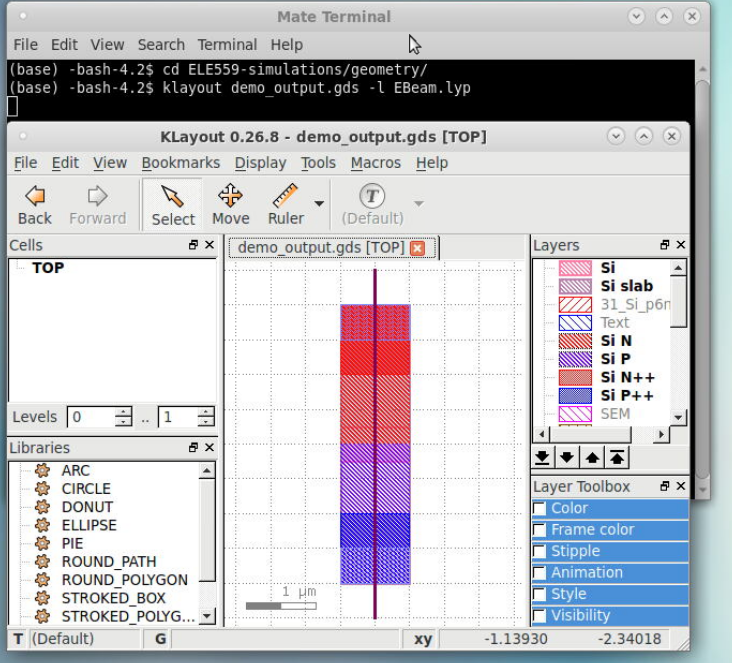 Mate Terminal
File Edit View Search Terminal Help
(base) -bash-4.2$ cd ELE559-simulations/geometry/
(base) -bash-4.2$ klayout demo_output.gds -l EBeam.lyp
KLayout 0.26.8 - demo_output.gds [TOP]
File Edit View Bookmarks Display Tools Macros Help
Back Forward Select Move Ruler (Default)
Cells
TOP
Levels 0 .. 1
Libraries
ARC
CIRCLE
DONUT
ELLIPSE
PIE
ROUND_PATH
ROUND_POLYGON
STROKED_BOX
STROKED_POLYG...
demo_output.gds [TOP]
1 μm
Layers
Si
Si slab
31_Si_p6n
Text
Si N
Si P
Si N++
Si P++
SEM
Layer Toolbox
Color
Frame color
Stipple
Animation
Style
Visibility
T (Default) G xy -1.13930 -2.34018